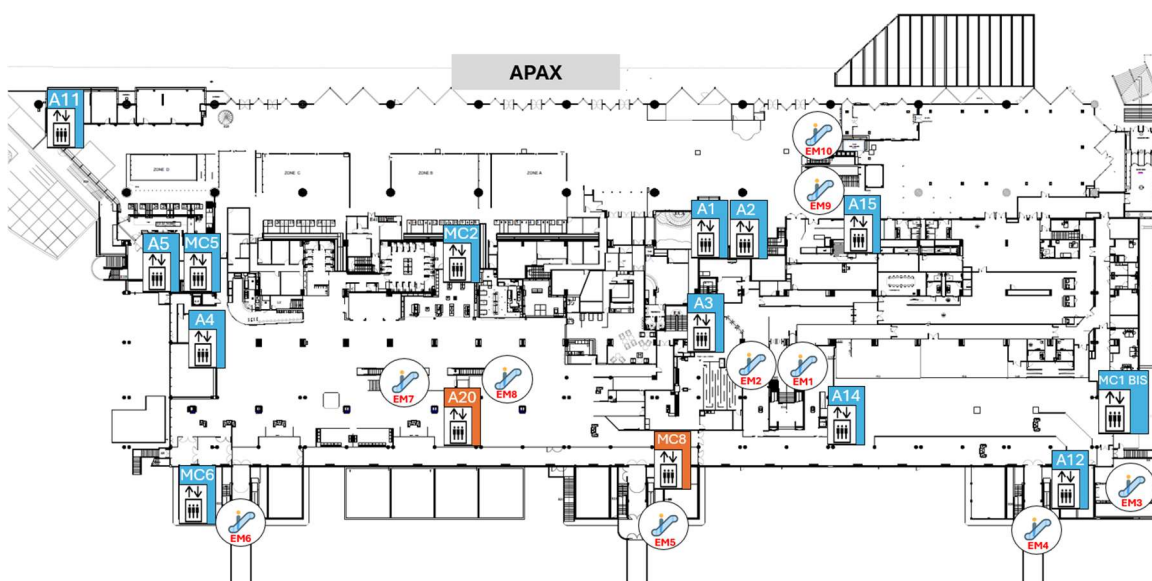 APAX
A11
EM10
ZONE D
ZONE C
ZONE B
ZONE A
EM9
A1
A2
A15
A5
MC5
MC2
A3
A4
EM7
EM8
EM2
EM1
A20
A14
MC1 BIS
MC8
MC6
A12
EM3
EM6
EM5
EM4